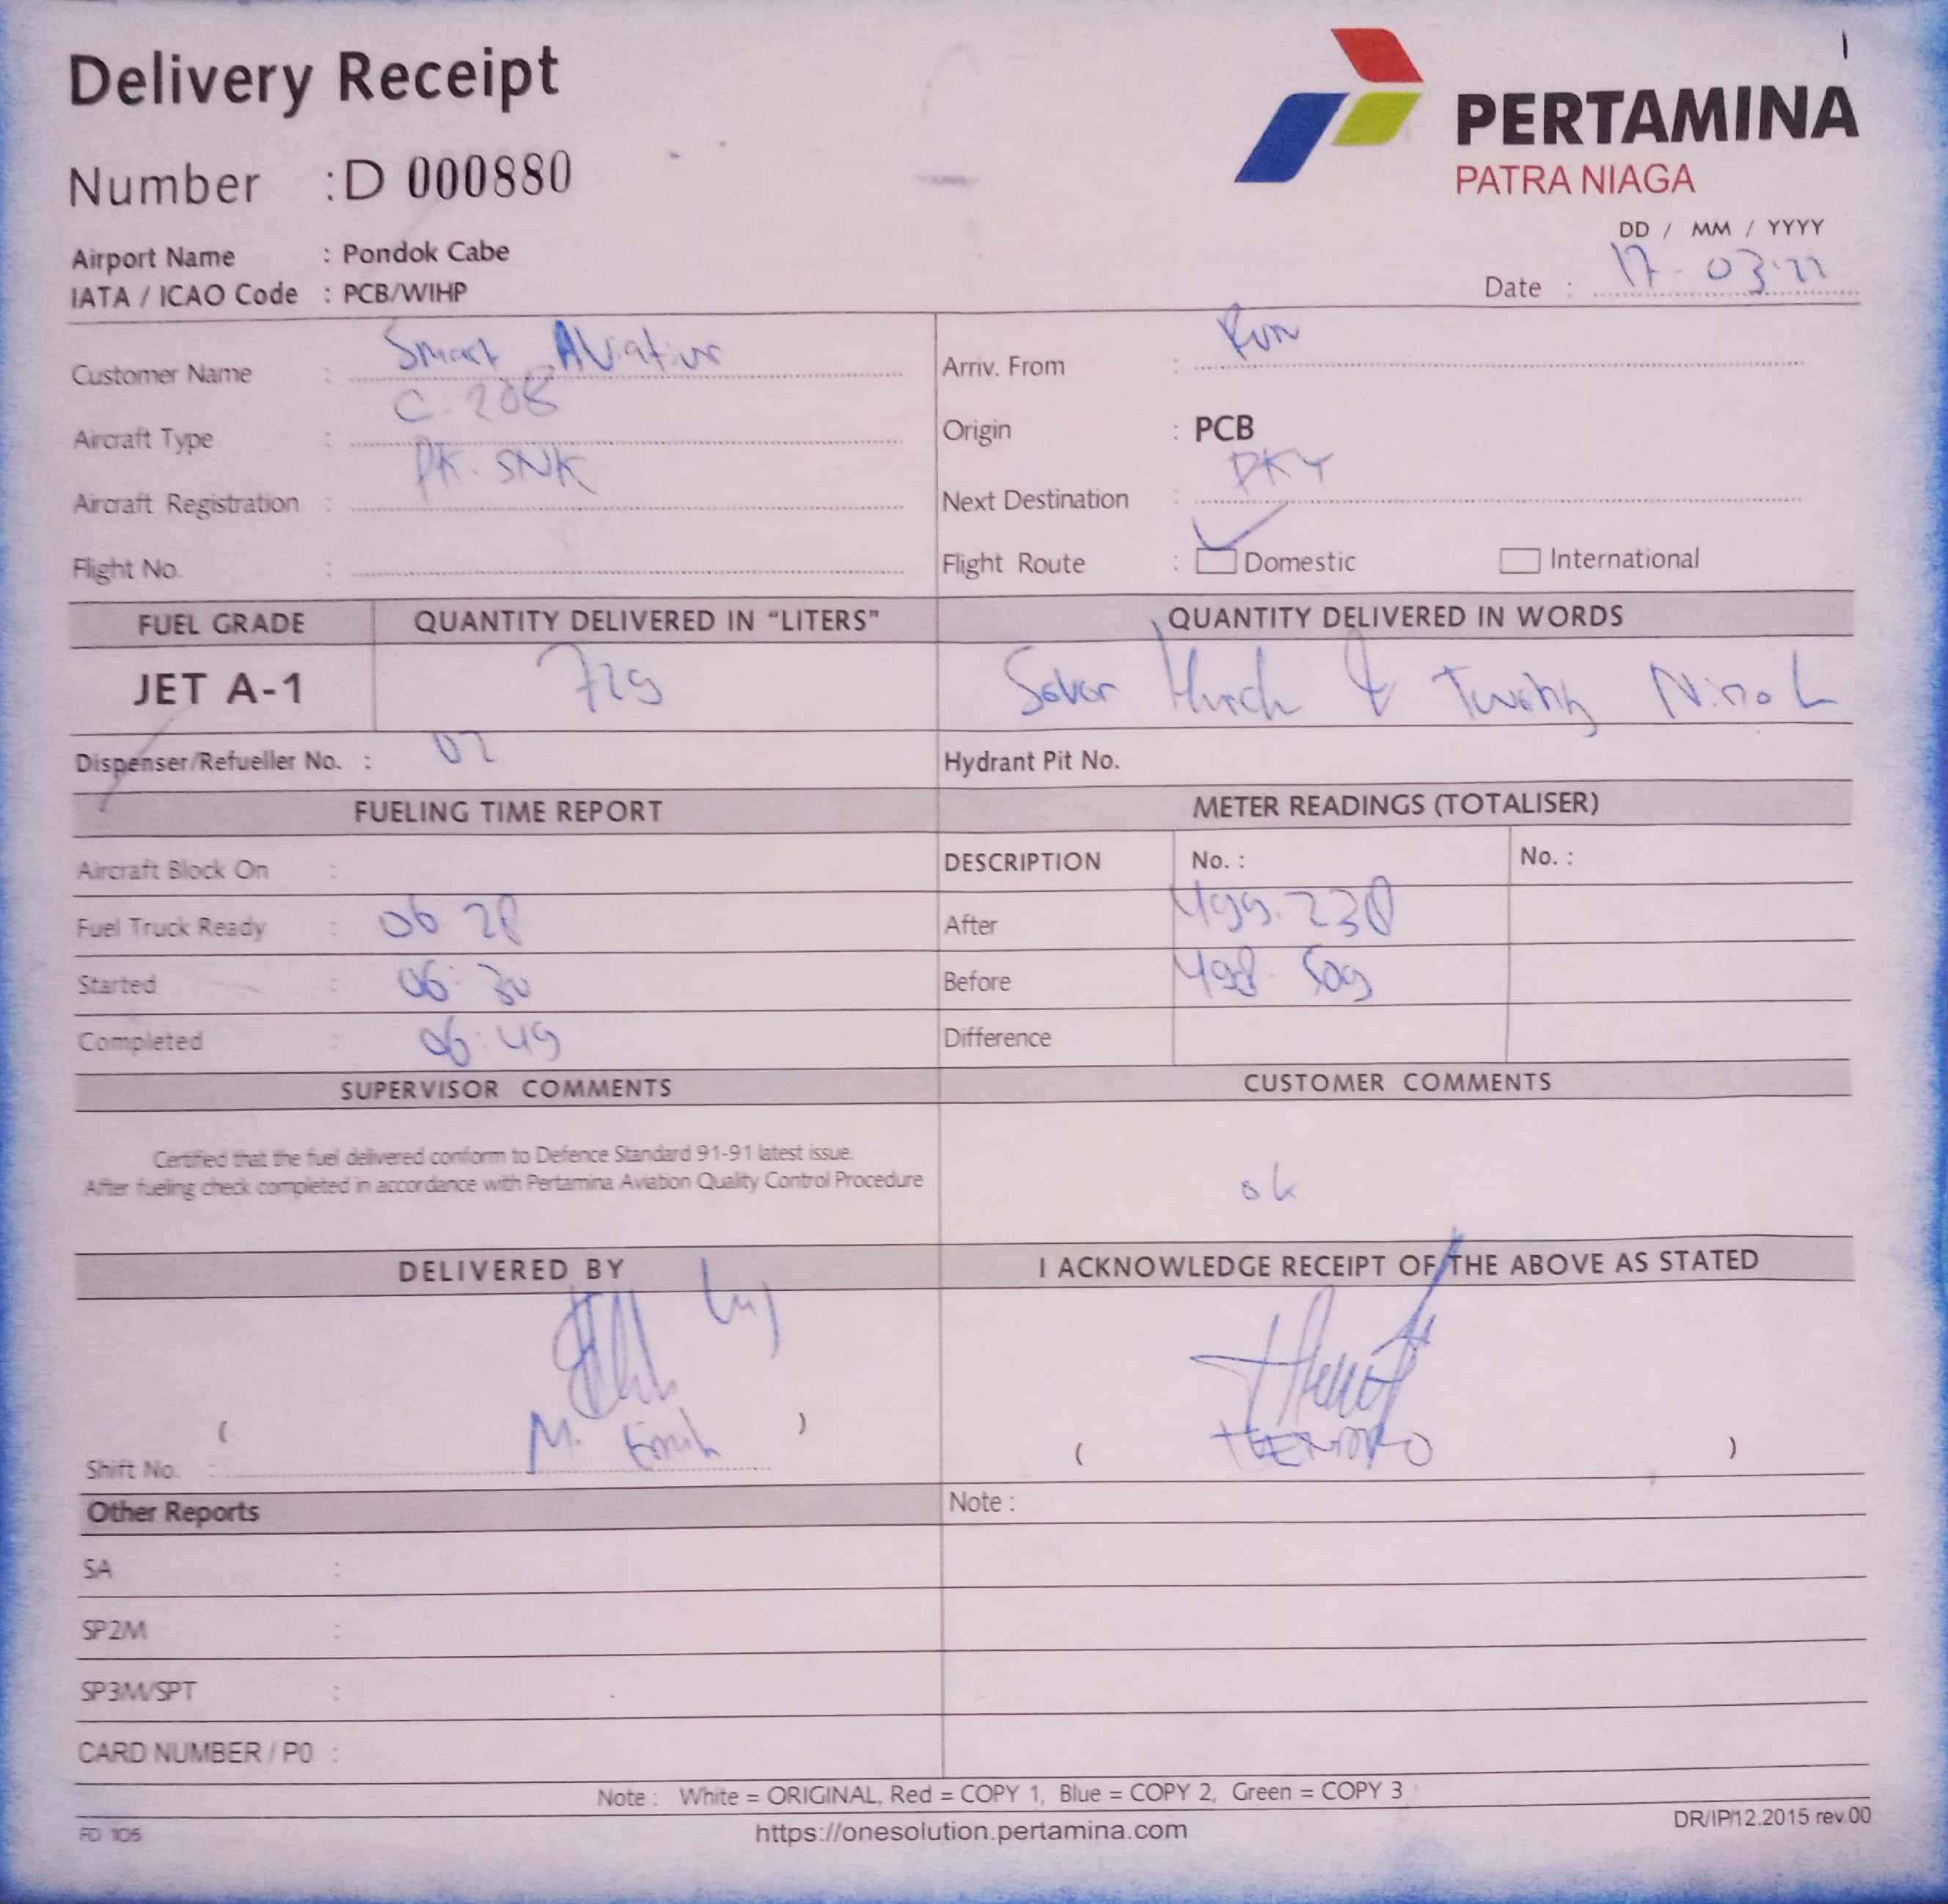 Delivery Receipt
PERTAMINA
PATRA NIAGA
Number : D 000880
Airport Name : Pondok Cabe
IATA / ICAO Code : PCB/WIHP
DD / MM / YYYY
Date : 17-03-22
Customer Name : Smart Aviation
Aircraft Type : C.208
Aircraft Registration : PK.SNK
Flight No. :
Arriv. From :
Origin : PCB
Next Destination : PKY
Flight Route : Domestic International
FUEL GRADE QUANTITY DELIVERED IN "LITERS" QUANTITY DELIVERED IN WORDS
JET A-1 729 & Twenty
Dispenser/Refueller No. : 02 Hydrant Pit No.
FUELING TIME REPORT METER READINGS (TOTALISER)
Aircraft Block On : DESCRIPTION No. : No. :
Fuel Truck Ready : 06 28 After 499.238
Started : 06:30 Before 498.509
Completed : 06:49 Difference
SUPERVISOR COMMENTS CUSTOMER COMMENTS
Certified that the fuel delivered conform to Defence Standard 91-91 latest issue.
After fueling check completed in accordance with Pertamina Aviation Quality Control Procedure
ok
DELIVERED BY I ACKNOWLEDGE RECEIPT OF THE ABOVE AS STATED
( M. )
Shift No. :
( )
Other Reports Note :
SA :
SP2M :
SP3M/SPT :
CARD NUMBER / PO :
Note : White = ORIGINAL, Red = COPY 1, Blue = COPY 2, Green = COPY 3
FD 105 https://onesolution.pertamina.com DR/IP/12.2015 rev.00